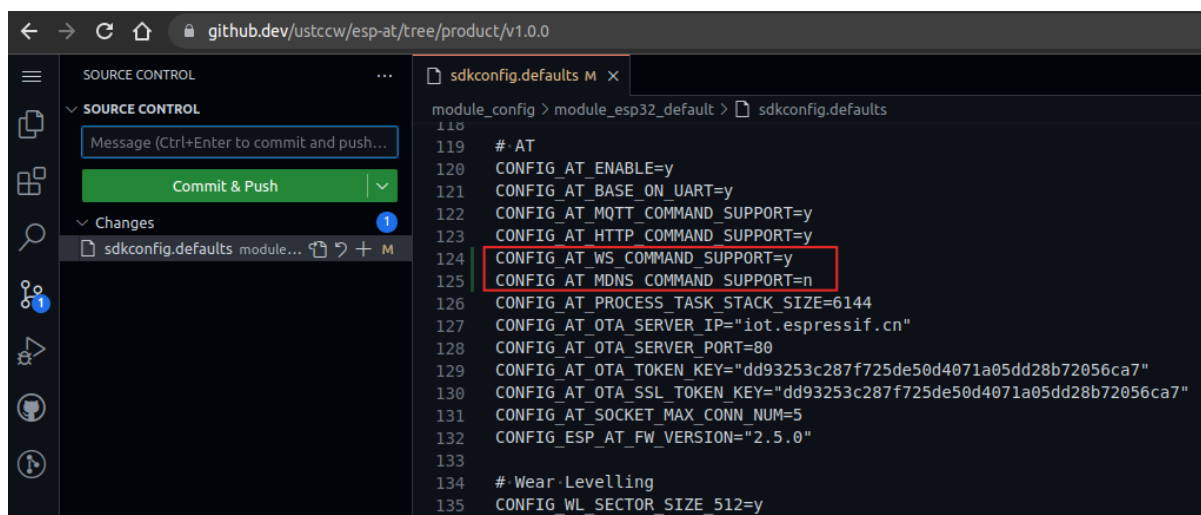 github.dev/ustccw/esp-at/tree/product/v1.0.0
SOURCE CONTROL ...
SOURCE CONTROL
Message (Ctrl+Enter to commit and push...
Commit & Push
Changes 1
sdkconfig.defaults module... M
1
sdkconfig.defaults M ×
module_config > module_esp32_default > sdkconfig.defaults
118
119 # AT
120 CONFIG_AT_ENABLE=y
121 CONFIG_AT_BASE_ON_UART=y
122 CONFIG_AT_MQTT_COMMAND_SUPPORT=y
123 CONFIG_AT_HTTP_COMMAND_SUPPORT=y
124 CONFIG_AT_WS_COMMAND_SUPPORT=y
125 CONFIG_AT_MDNS_COMMAND_SUPPORT=n
126 CONFIG_AT_PROCESS_TASK_STACK_SIZE=6144
127 CONFIG_AT_OTA_SERVER_IP="iot.espressif.cn"
128 CONFIG_AT_OTA_SERVER_PORT=80
129 CONFIG_AT_OTA_TOKEN_KEY="dd93253c287f725de50d4071a05dd28b72056ca7"
130 CONFIG_AT_OTA_SSL_TOKEN_KEY="dd93253c287f725de50d4071a05dd28b72056ca7"
131 CONFIG_AT_SOCKET_MAX_CONN_NUM=5
132 CONFIG_ESP_AT_FW_VERSION="2.5.0"
133
134 # Wear Levelling
135 CONFIG_WL_SECTOR_SIZE_512=y